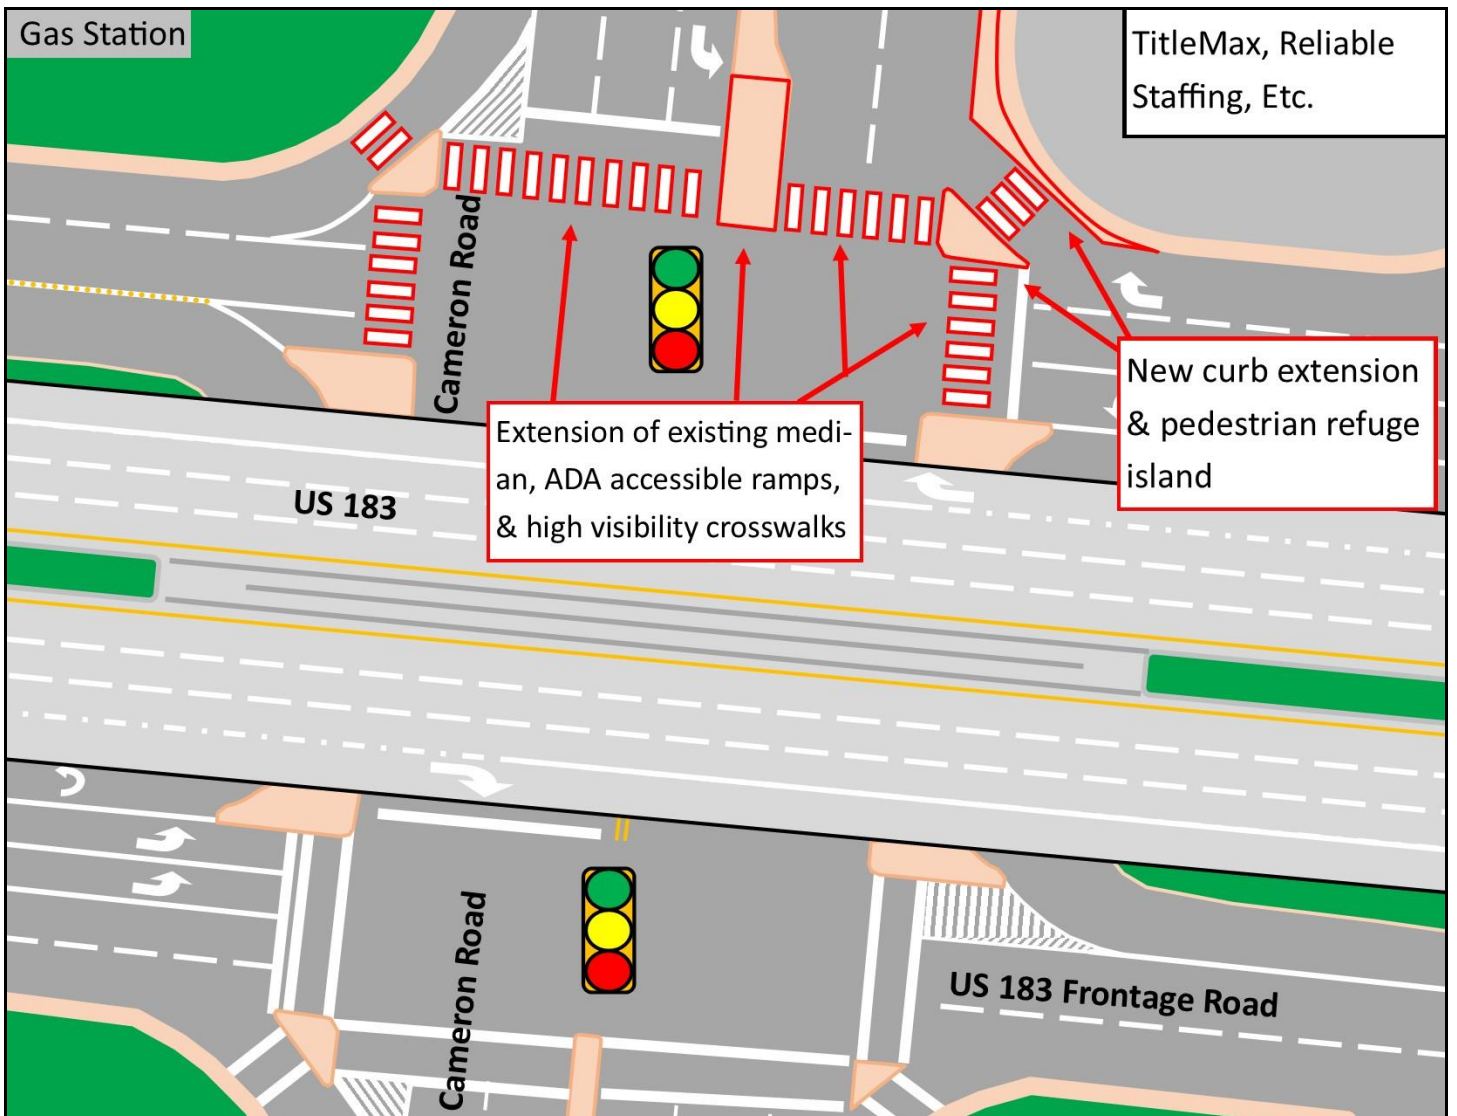 Gas Station
TitleMax, Reliable
Staffing, Etc.
Cameron Road
New curb extension
& pedestrian refuge
island
Extension of existing medi-
an, ADA accessible ramps,
& high visibility crosswalks
US 183
Cameron Road
US 183 Frontage Road